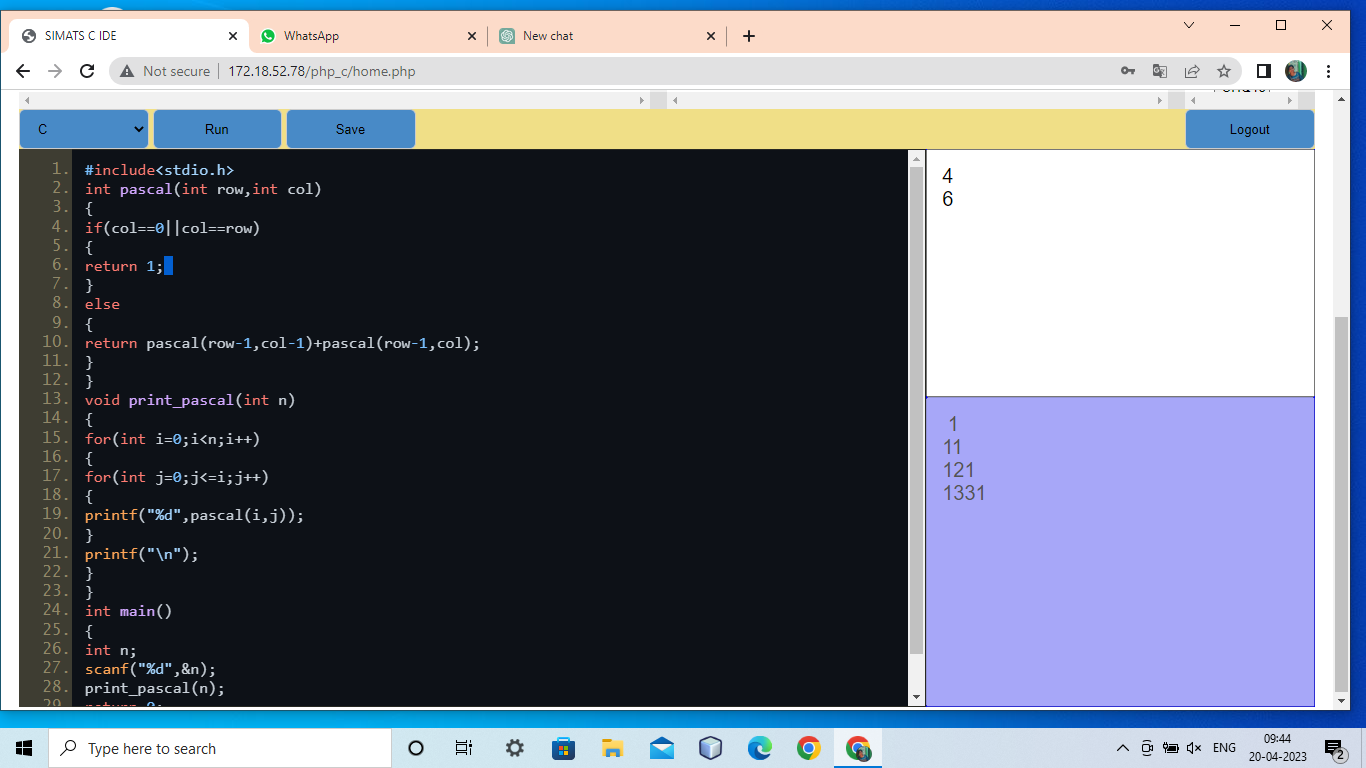 SIMATS C IDE
WhatsApp
New chat
Not secure
172.18.52.78/php_c/home.php
C
Run
Save
Logout
1. #include<stdio.h>
2. int pascal(int row,int col)
3. {
4. if(col==0||col==row)
5. {
6. return 1;
7. }
8. else
9. {
10. return pascal(row-1,col-1)+pascal(row-1,col);
11. }
12. }
13. void print_pascal(int n)
14. {
15. for(int i=0;i<n;i++)
16. {
17. for(int j=0;j<=i;j++)
18. {
19. printf("%d",pascal(i,j));
20. }
21. printf("\n");
22. }
23. }
24. int main()
25. {
26. int n;
27. scanf("%d",&n);
28. print_pascal(n);
29. return 0;
4
6
1
11
121
1331
Type here to search
ENG
09:44
20-04-2023
2